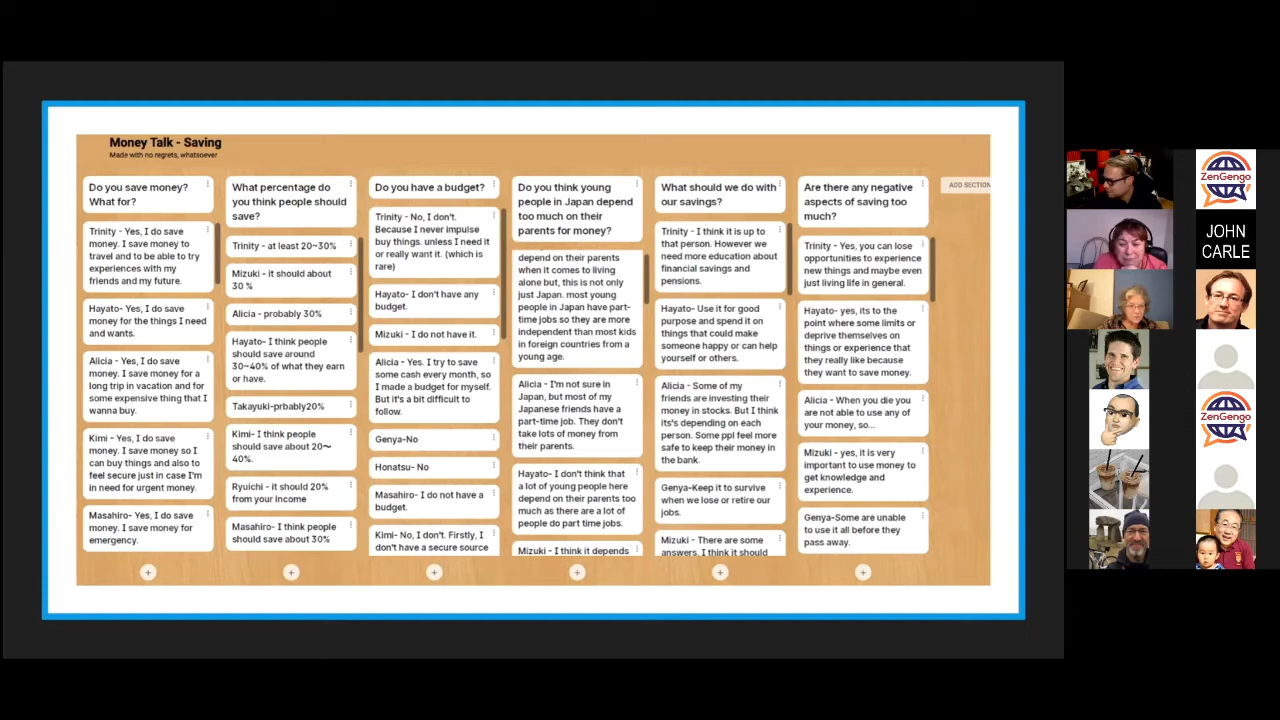 Money Talk - Saving
Made with no regrets, whatsoever
Do you save money?
What for?
Trinity - Yes, I do save
money. I save money to
travel and to be able to try
experiences with my
friends and my future.
Hayato- Yes, I do save
money for the things I need
and wants.
Alicia - Yes, I do save
money. I save money for a
long trip in vacation and for
some expensive thing that I
wanna buy.
Kimi - Yes, I do save
money. I save money so I
can buy things and also to
feel secure just in case I'm
in need for urgent money.
Masahiro- Yes, I do save
money. I save money for
emergency.
What percentage do
you think people should
save?
Trinity - at least 20~30%
Mizuki - it should about
30 %
Alicia - probably 30%
Hayato- I think people
should save around
30~40% of what they earn
or have.
Takayuki-prbably20%
Kimi- I think people
should save about 20〜
40%.
Ryuichi - it should 20%
from your income
Masahiro- I think people
should save about 30%
Do you have a budget?
Trinity - No, I don't.
Because I never impulse
buy things. unless I need it
or really want it. (which is
rare)
Hayato- I don't have any
budget.
Mizuki - I do not have it.
Alicia - Yes. I try to save
some cash every month, so
I made a budget for myself.
But it's a bit difficult to
follow.
Genya-No
Honatsu- No
Masahiro- I do not have a
budget.
Kimi- No, I don't. Firstly, I
don't have a secure source
Do you think young
people in Japan depend
too much on their
parents for money?
depend on their parents
when it comes to living
alone but, this is not only
just Japan. most young
people in Japan have part-
time jobs so they are more
independent than most kids
in foreign countries from a
young age.
Alicia - I'm not sure in
Japan, but most of my
Japanese friends have a
part-time job. They don't
take lots of money from
their parents.
Hayato- I don't think that
a lot of young people here
depend on their parents too
much as there are a lot of
people do part time jobs.
Mizuki - I think it depends
What should we do with
our savings?
Trinity - I think it is up to
that person. However we
need more education about
financial savings and
pensions.
Hayato- Use it for good
purpose and spend it on
things that could make
someone happy or can help
yourself or others.
Alicia - Some of my
friends are investing their
money in stocks. But I think
its's depending on each
person. Some ppl feel more
safe to keep their money in
the bank.
Genya-Keep it to survive
when we lose or retire our
jobs.
Mizuki - There are some
answers. I think it should
Are there any negative
aspects of saving too
much?
Trinity - Yes, you can lose
opportunities to experience
new things and maybe even
just living life in general.
Hayato- yes, its to the
point where some limits or
deprive themselves on
things or experience that
they really like because
they want to save money.
Alicia - When you die you
are not able to use any of
your money, so...
Mizuki - yes, it is very
important to use money to
get knowledge and
experience.
Genya-Some are unable
to use it all before they
pass away.
ADD SECTION
ZenGengo
JOHN
CARLE
ZenGengo